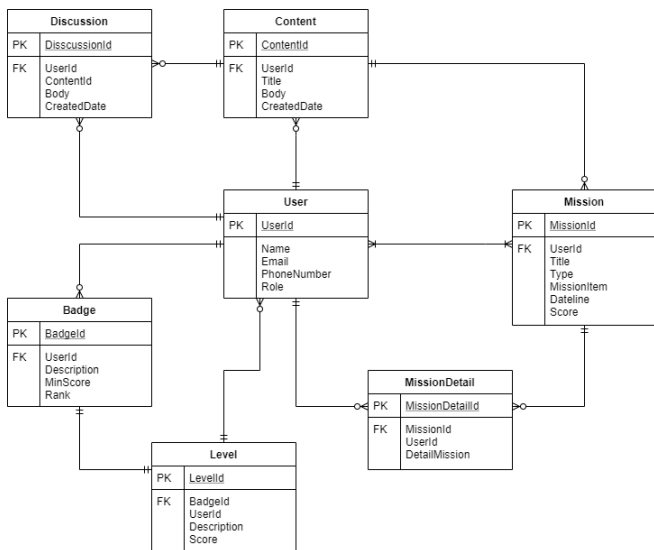 Discussion
PK DisscussionId
FK UserId
ContentId
Body
CreatedDate
Content
PK ContentId
FK UserId
Title
Body
CreatedDate
User
PK UserId
Name
Email
PhoneNumber
Role
Mission
PK MissionId
FK UserId
Title
Type
MissionItem
Dateline
Score
Badge
PK BadgeId
FK UserId
Description
MinScore
Rank
MissionDetail
PK MissionDetailId
FK MissionId
UserId
DetailMission
Level
PK LevelId
FK BadgeId
UserId
Description
Score